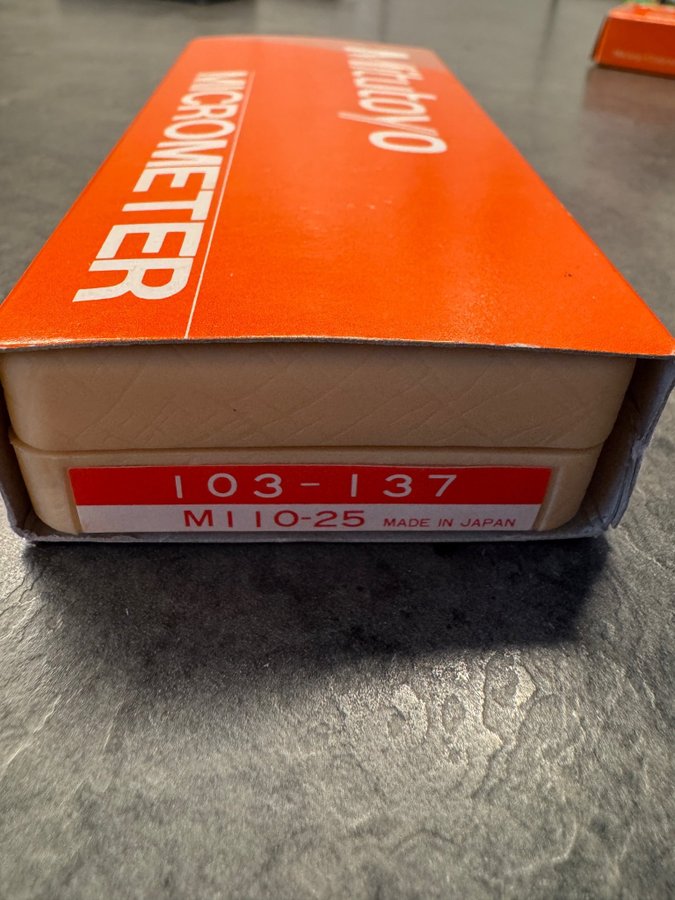 Mitutoyo
MICROMETER
103-137
M110-25 MADE IN JAPAN